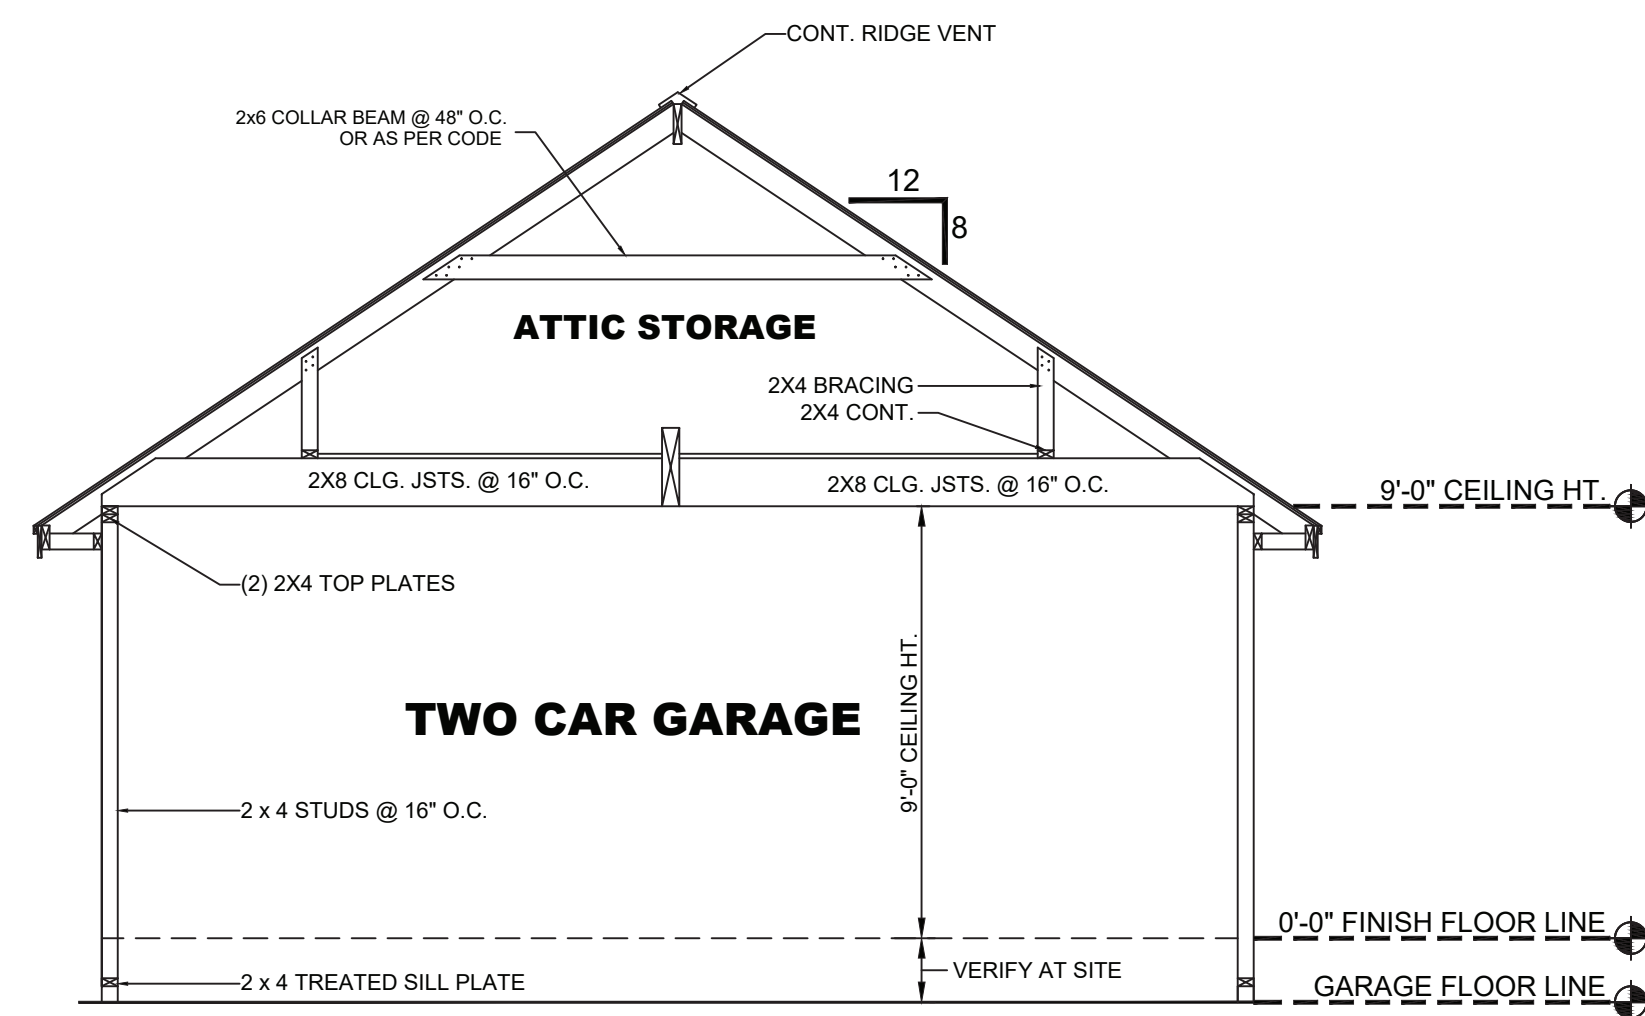 CONT. RIDGE VENT
2x6 COLLAR BEAM @ 48" O.C.
OR AS PER CODE
12
8
ATTIC STORAGE
2X4 BRACING
2X4 CONT.
2X8 CLG. JSTS. @ 16" O.C.
2X8 CLG. JSTS. @ 16" O.C.
9'-0" CEILING HT.
(2) 2X4 TOP PLATES
9'-0" CEILING HT.
TWO CAR GARAGE
2 x 4 STUDS @ 16" O.C.
0'-0" FINISH FLOOR LINE
2 x 4 TREATED SILL PLATE
VERIFY AT SITE
GARAGE FLOOR LINE